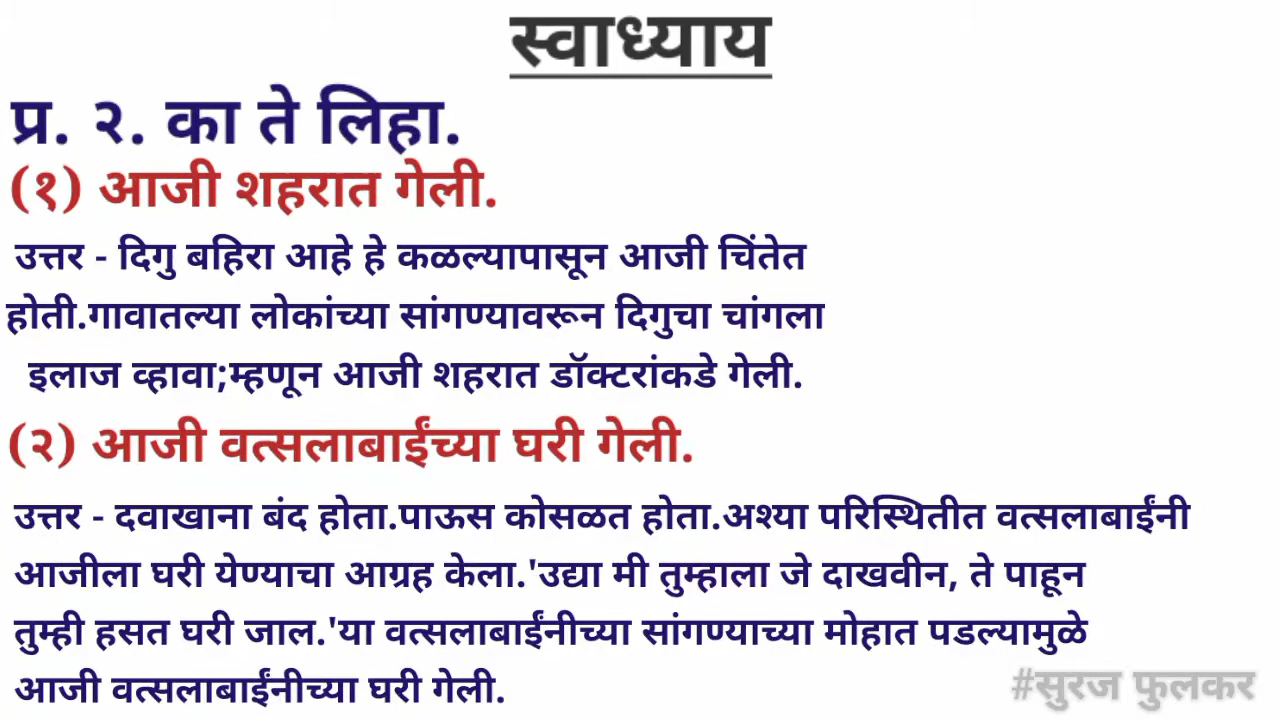 स्वाध्याय
प्र. २. का ते लिहा.
(१) आजी शहरात गेली.
उत्तर - दिगु बहिरा आहे हे कळल्यापासून आजी चिंतेत
होती.गावातल्या लोकांच्या सांगण्यावरून दिगुचा चांगला
इलाज व्हावा;म्हणून आजी शहरात डॉक्टरांकडे गेली.
(२) आजी वत्सलाबाईंच्या घरी गेली.
उत्तर - दवाखाना बंद होता.पाऊस कोसळत होता.अश्या परिस्थितीत वत्सलाबाईंनी
आजीला घरी येण्याचा आग्रह केला.'उद्या मी तुम्हाला जे दाखवीन, ते पाहून
तुम्ही हसत घरी जाल.'या वत्सलाबाईंनीच्या सांगण्याच्या मोहात पडल्यामुळे
आजी वत्सलाबाईंनीच्या घरी गेली.
#सुरज फुलकर